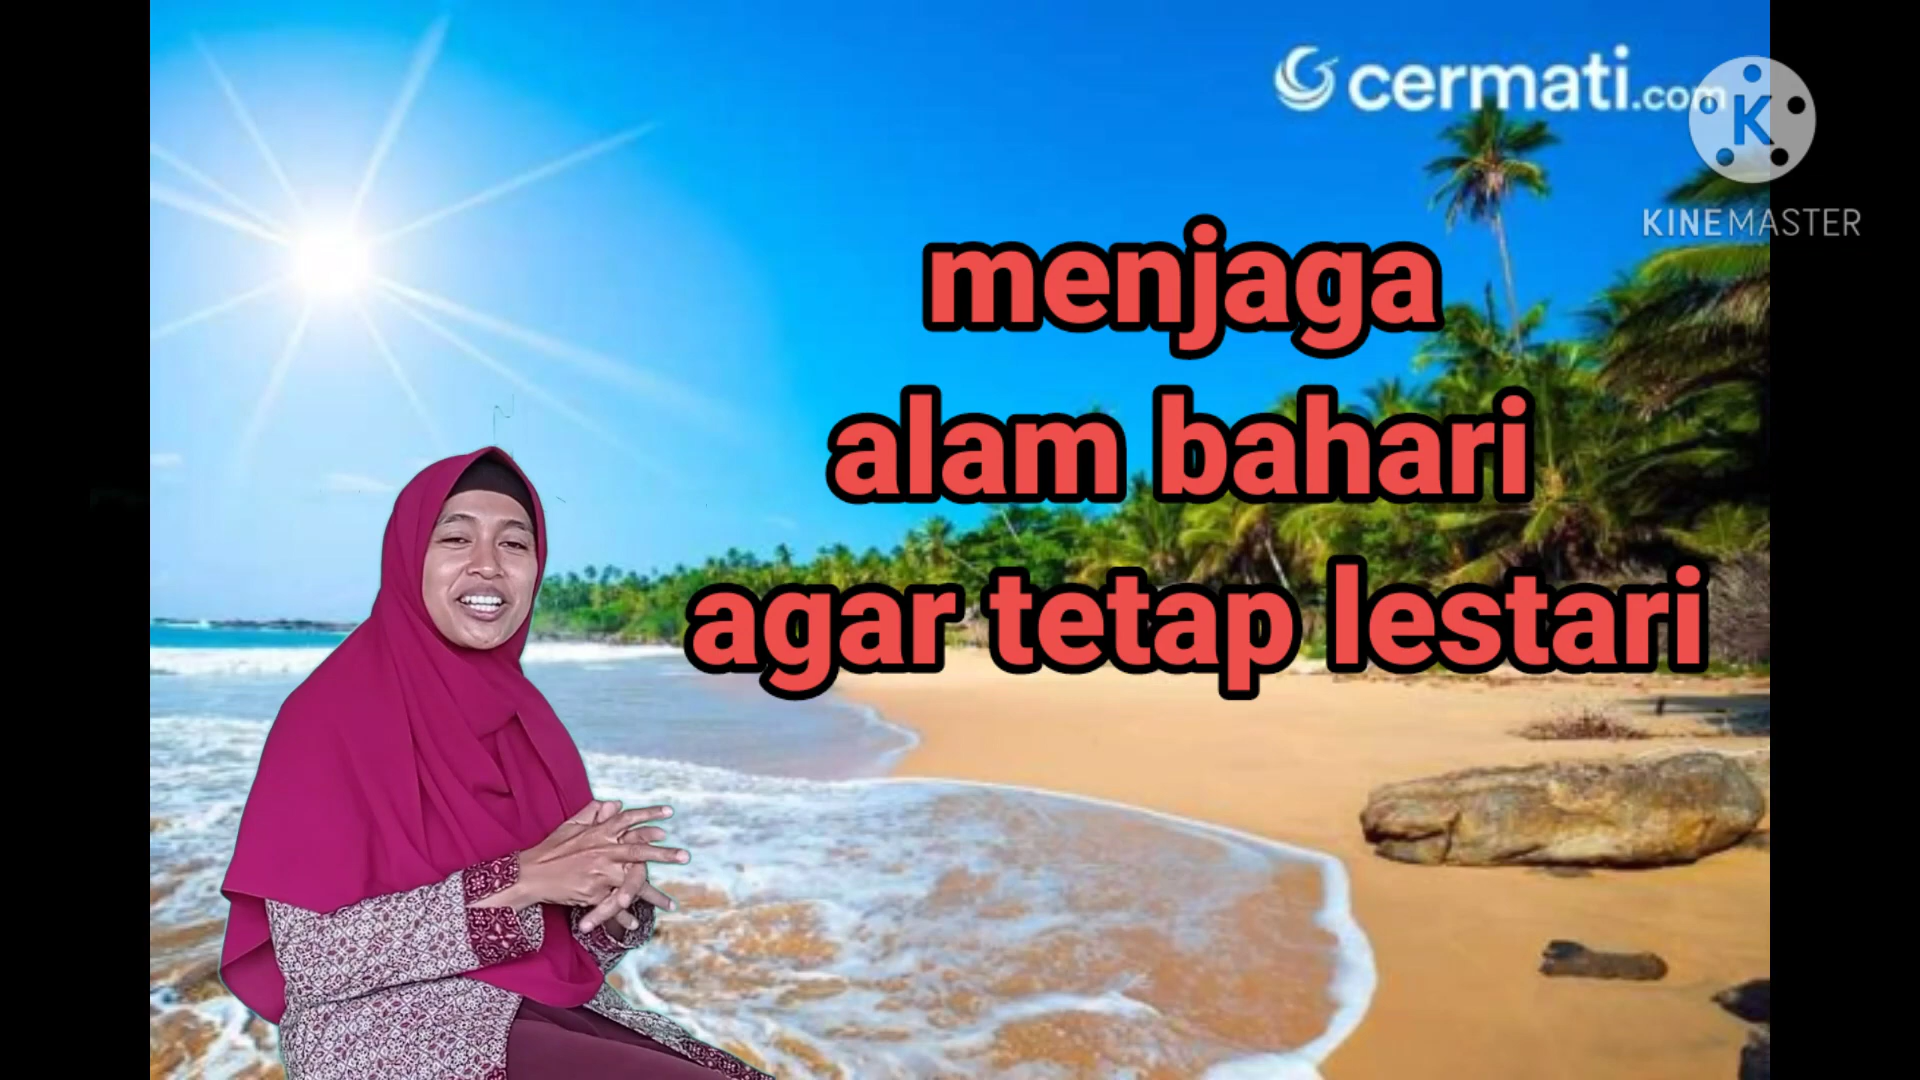 cermati.com
K
KINEMASTER
menjaga
alam bahari
agar tetap lestari